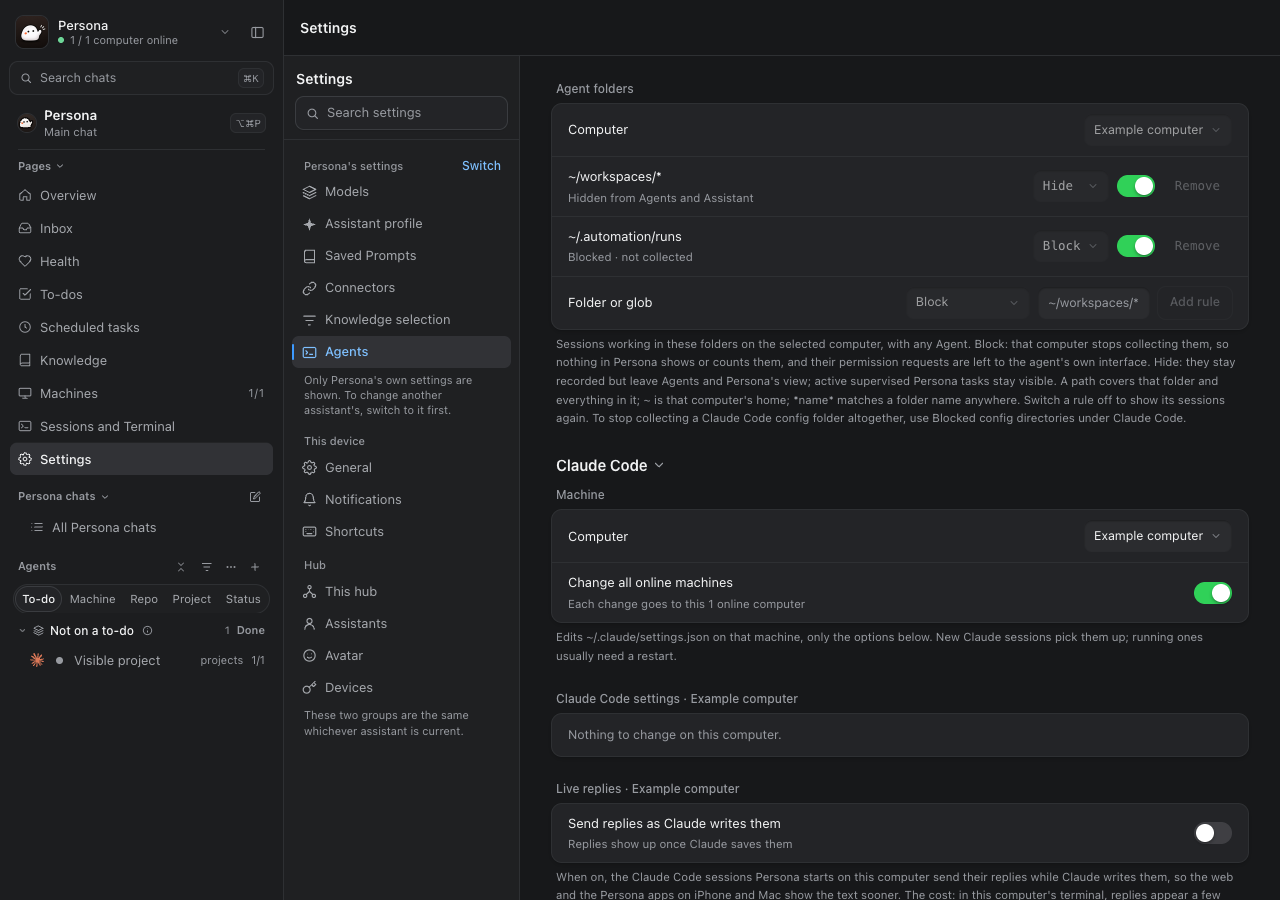 Persona
1 / 1 computer online
Search chats
⌘K
Persona
Main chat
⌥⌘P
Pages
Overview
Inbox
Health
To-dos
Scheduled tasks
Knowledge
Machines 1/1
Sessions and Terminal
Settings
Persona chats
All Persona chats
Agents
To-do Machine Repo Project Status
Not on a to-do 1 Done
Visible project projects 1/1
Settings
Settings
Search settings
Persona's settings Switch
Models
Assistant profile
Saved Prompts
Connectors
Knowledge selection
Agents
Only Persona's own settings are
shown. To change another
assistant's, switch to it first.
This device
General
Notifications
Shortcuts
Hub
This hub
Assistants
Avatar
Devices
These two groups are the same
whichever assistant is current.
Agent folders
Computer Example computer
~/workspaces/*
Hidden from Agents and Assistant
Hide Remove
~/.automation/runs
Blocked · not collected
Block Remove
Folder or glob Block ~/workspaces/* Add rule
Sessions working in these folders on the selected computer, with any Agent. Block: that computer stops collecting them, so
nothing in Persona shows or counts them, and their permission requests are left to the agent's own interface. Hide: they stay
recorded but leave Agents and Persona's view; active supervised Persona tasks stay visible. A path covers that folder and
everything in it; ~ is that computer's home; *name* matches a folder name anywhere. Switch a rule off to show its sessions
again. To stop collecting a Claude Code config folder altogether, use Blocked config directories under Claude Code.
Claude Code
Machine
Computer Example computer
Change all online machines
Each change goes to this 1 online computer
Edits ~/.claude/settings.json on that machine, only the options below. New Claude sessions pick them up; running ones
usually need a restart.
Claude Code settings · Example computer
Nothing to change on this computer.
Live replies · Example computer
Send replies as Claude writes them
Replies show up once Claude saves them
When on, the Claude Code sessions Persona starts on this computer send their replies while Claude writes them, so the web
and the Persona apps on iPhone and Mac show the text sooner. The cost: in this computer's terminal, replies appear a few